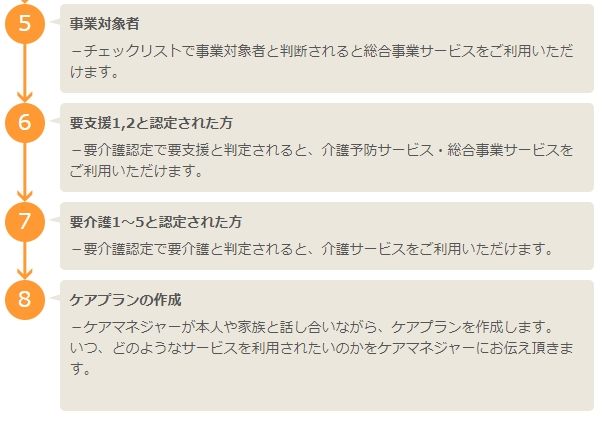 5
事業対象者
－チェックリストで事業対象者と判断されると総合事業サービスをご利用いただ
けます。
6
要支援1,2と認定された方
－要介護認定で要支援と判定されると、介護予防サービス・総合事業サービスを
ご利用いただけます。
7
要介護1～5と認定された方
－要介護認定で要介護と判定されると、介護サービスをご利用いただけます。
8
ケアプランの作成
－ケアマネジャーが本人や家族と話し合いながら、ケアプランを作成します。
いつ、どのようなサービスを利用されたいのかをケアマネジャーにお伝え頂きま
す。